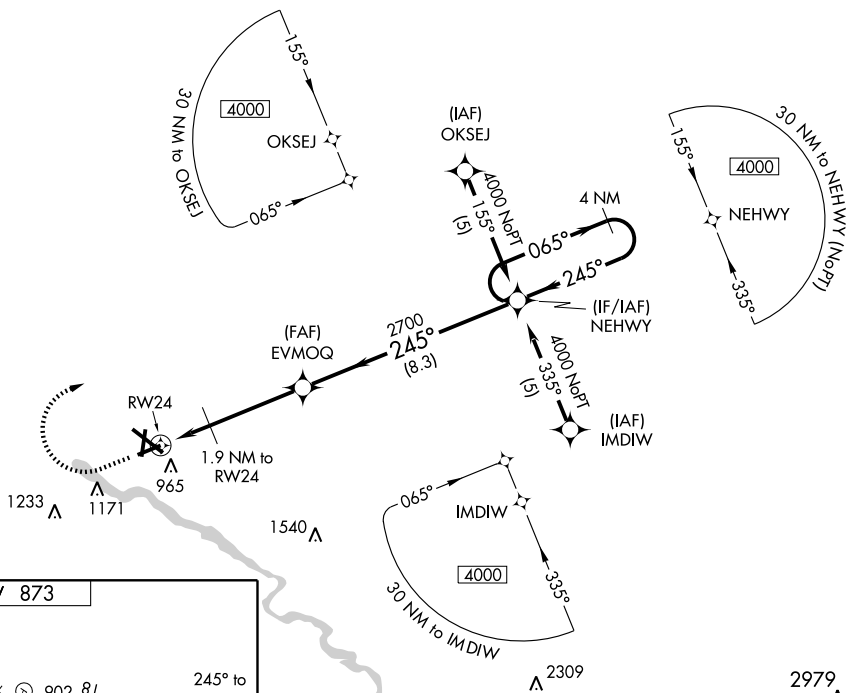 155°
4000
OKSEJ
30 NM to OKSEJ
065°
(IAF)
OKSEJ
4000 NoPT
155°
(5)
4 NM
065°
245°
(IF/IAF)
NEHWY
30 NM to NEHWY (NoPT)
155°
4000
NEHWY
335°
2700
245°
(8.3)
(FAF)
EVMOQ
4000 NoPT
335°
(5)
(IAF)
IMDIW
RW24
1.9 NM to
RW24
965
1233
1171
1540
065°
IMDIW
4000
335°
30 NM to IMDIW
873
902
245° to
2309
2979